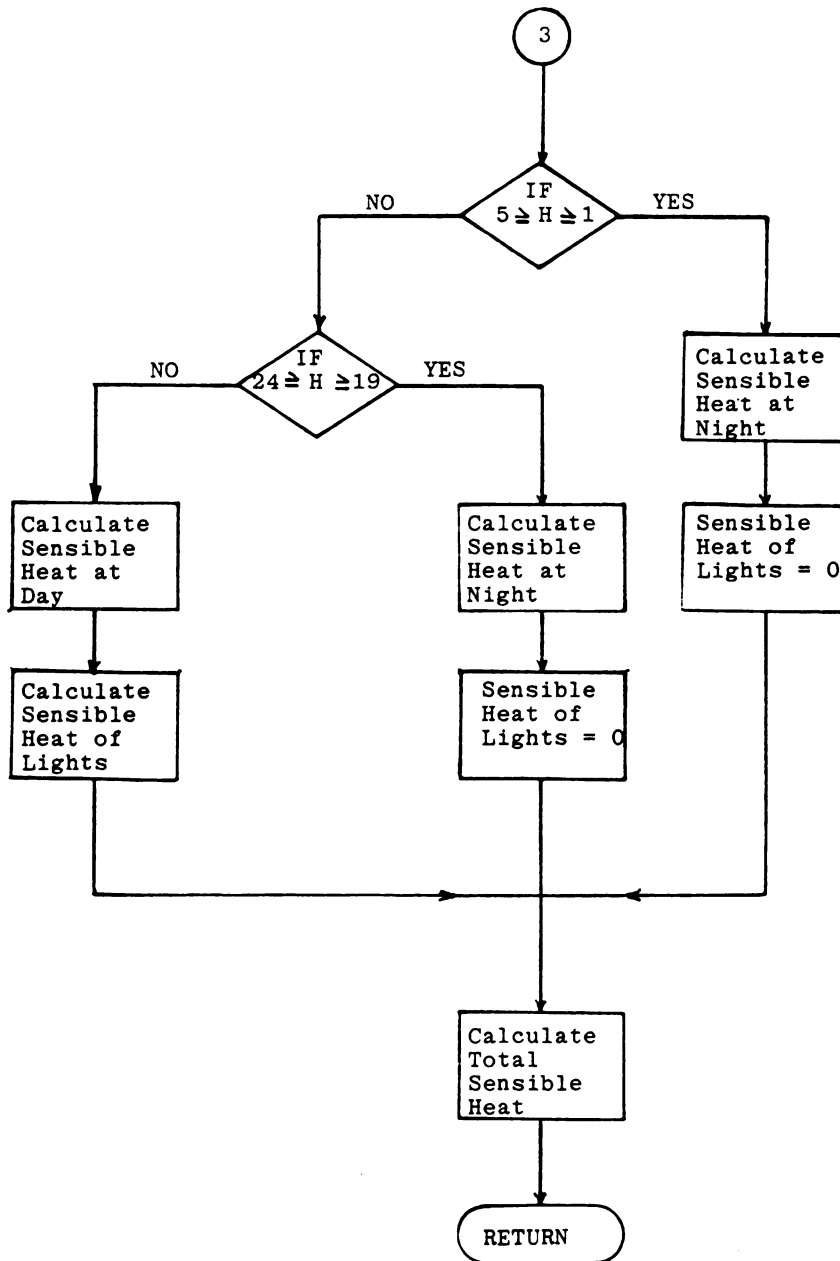 3
IF
5 ≧ H ≧ 1
NO
YES
IF
24 ≧ H ≥ 19
NO
YES
Calculate
Sensible
Heat at
Night
Calculate
Sensible
Heat at
Day
Calculate
Sensible
Heat at
Night
Sensible
Heat of
Lights = 0
Calculate
Sensible
Heat of
Lights
Sensible
Heat of
Lights = 0
Calculate
Total
Sensible
Heat
RETURN